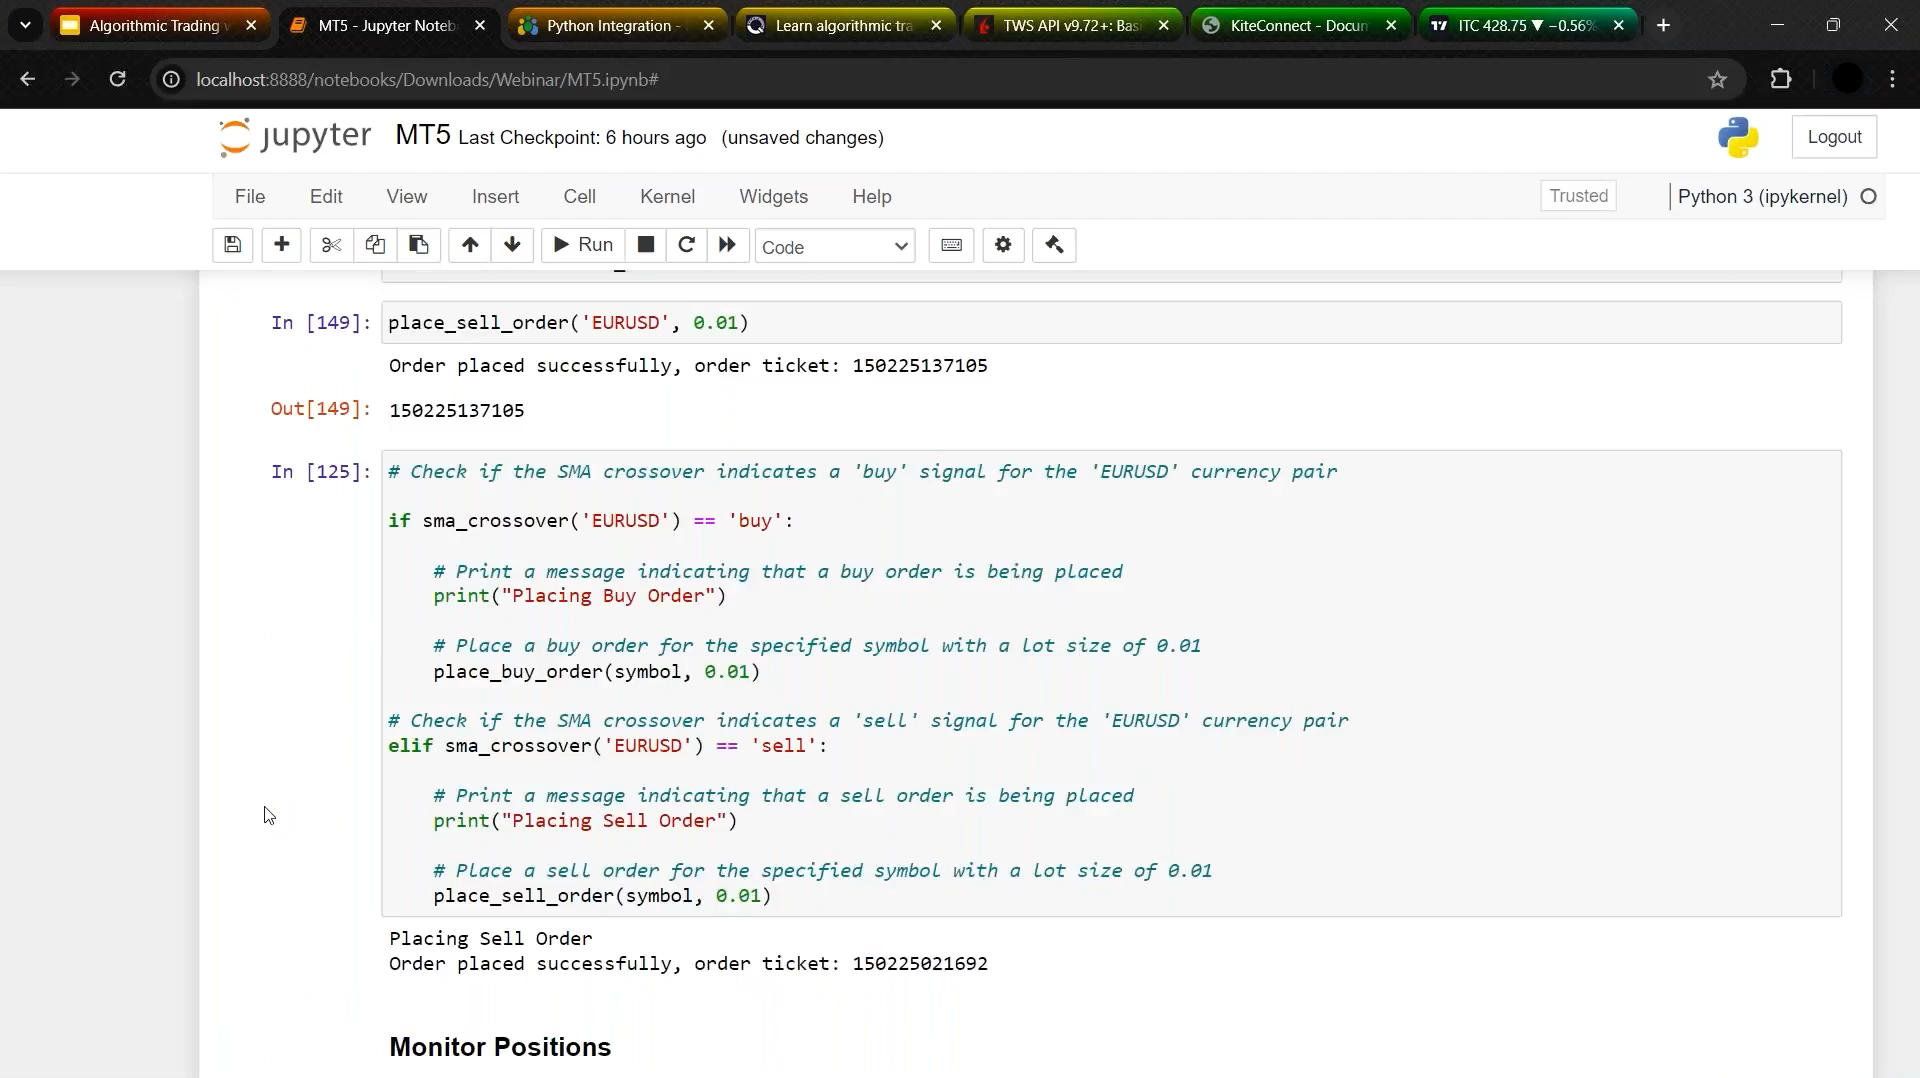 Algorithmic Trading
MT5 - Jupyter Noteb
Python Integration -
Learn algorithmic tra
TWS API v9.72+: Bas
KiteConnect - Docum
ITC 428.75 ▼ −0.56%
localhost:8888/notebooks/Downloads/Webinar/MT5.ipynb#
jupyter MT5 Last Checkpoint: 6 hours ago (unsaved changes)
Logout
File Edit View Insert Cell Kernel Widgets Help
Trusted
Python 3 (ipykernel)
Run
Code
In [149]: place_sell_order('EURUSD', 0.01)
Order placed successfully, order ticket: 150225137105
Out[149]: 150225137105
In [125]: # Check if the SMA crossover indicates a 'buy' signal for the 'EURUSD' currency pair
if sma_crossover('EURUSD') == 'buy':
# Print a message indicating that a buy order is being placed
print("Placing Buy Order")
# Place a buy order for the specified symbol with a lot size of 0.01
place_buy_order(symbol, 0.01)
# Check if the SMA crossover indicates a 'sell' signal for the 'EURUSD' currency pair
elif sma_crossover('EURUSD') == 'sell':
# Print a message indicating that a sell order is being placed
print("Placing Sell Order")
# Place a sell order for the specified symbol with a lot size of 0.01
place_sell_order(symbol, 0.01)
Placing Sell Order
Order placed successfully, order ticket: 150225021692
Monitor Positions